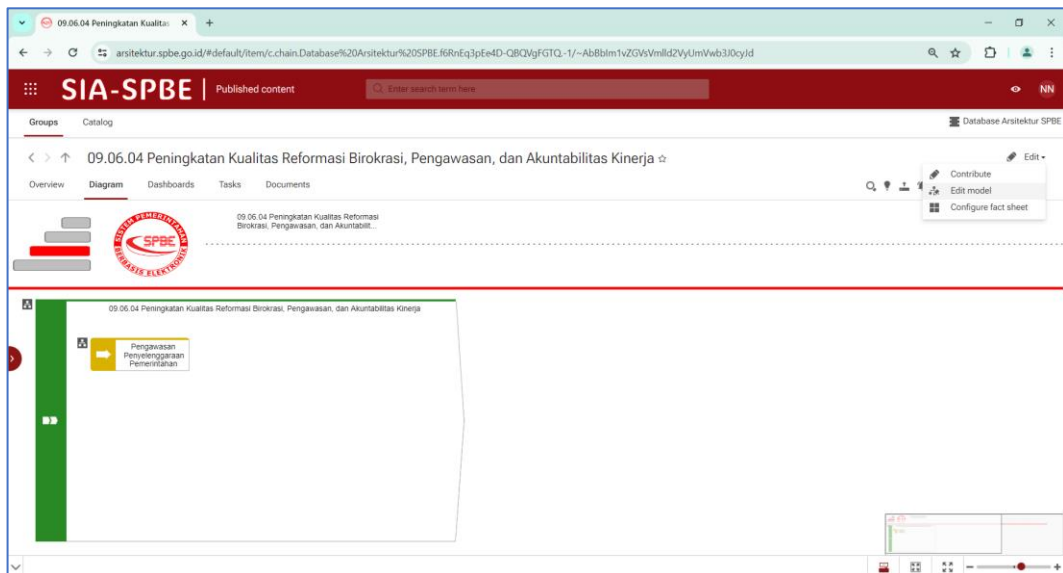 09.06.04 Peningkatan Kualitas
arsitektur.spbe.go.id/#default/item/c.chain.Database%20Arsitektur%20SPBE.f6RnEq3pEe4D-QBQVgFGTQ.-1/~AbBbIm1vZGVsVmlld2VyUmVwb3J0cyJd
SIA-SPBE | Published content
Enter search term here
NN
Groups Catalog
Database Arsitektur SPBE
09.06.04 Peningkatan Kualitas Reformasi Birokrasi, Pengawasan, dan Akuntabilitas Kinerja
Edit
Overview Diagram Dashboards Tasks Documents
Contribute
Edit model
Configure fact sheet
SISTEM PEMERINTAHAN
SPBE
BERBASIS ELEKTRONIK
09.06.04 Peningkatan Kualitas Reformasi
Birokrasi, Pengawasan, dan Akuntabilit...
09.06.04 Peningkatan Kualitas Reformasi Birokrasi, Pengawasan, dan Akuntabilitas Kinerja
Pengawasan
Penyelenggaraan
Pemerintahan